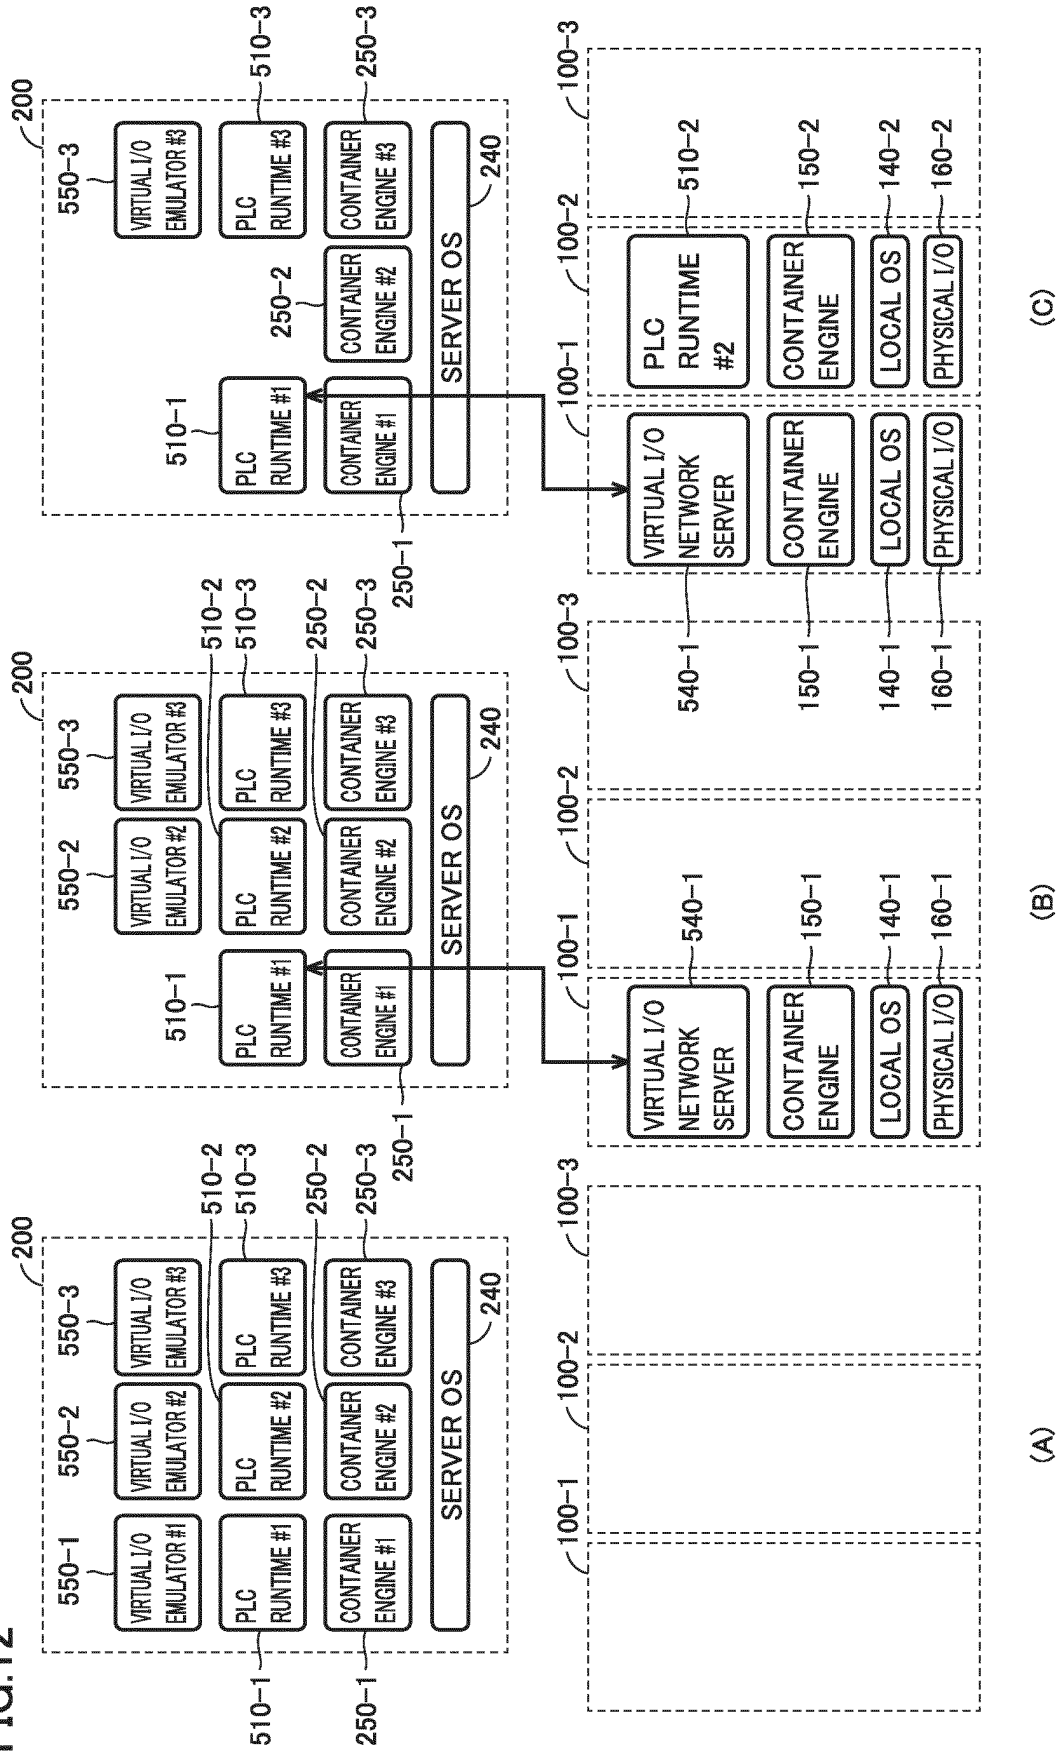 FIG.12
200
550-1
550-2
550-3
VIRTUAL I/O
EMULATOR #1
VIRTUAL I/O
EMULATOR #2
VIRTUAL I/O
EMULATOR #3
510-2
510-3
PLC
RUNTIME #1
PLC
RUNTIME #2
PLC
RUNTIME #3
510-1
250-2
250-3
CONTAINER
ENGINE #1
CONTAINER
ENGINE #2
CONTAINER
ENGINE #3
250-1
SERVER OS
240
100-1
100-2
100-3
(A)
200
550-2
550-3
VIRTUAL I/O
EMULATOR #2
VIRTUAL I/O
EMULATOR #3
510-1
510-2
510-3
PLC
RUNTIME #1
PLC
RUNTIME #2
PLC
RUNTIME #3
250-2
250-3
CONTAINER
ENGINE #1
CONTAINER
ENGINE #2
CONTAINER
ENGINE #3
250-1
SERVER OS
240
100-1
100-2
100-3
VIRTUAL I/O
NETWORK
SERVER
540-1
CONTAINER
ENGINE
150-1
LOCAL OS
140-1
PHYSICAL I/O
160-1
(B)
200
550-3
VIRTUAL I/O
EMULATOR #3
510-1
510-3
PLC
RUNTIME #1
PLC
RUNTIME #3
250-2
250-3
CONTAINER
ENGINE #1
CONTAINER
ENGINE #2
CONTAINER
ENGINE #3
250-1
SERVER OS
240
100-1
100-2
100-3
540-1
VIRTUAL I/O
NETWORK
SERVER
PLC
RUNTIME
#2
510-2
150-1
CONTAINER
ENGINE
CONTAINER
ENGINE
150-2
140-1
LOCAL OS
LOCAL OS
140-2
160-1
PHYSICAL I/O
PHYSICAL I/O
160-2
(C)